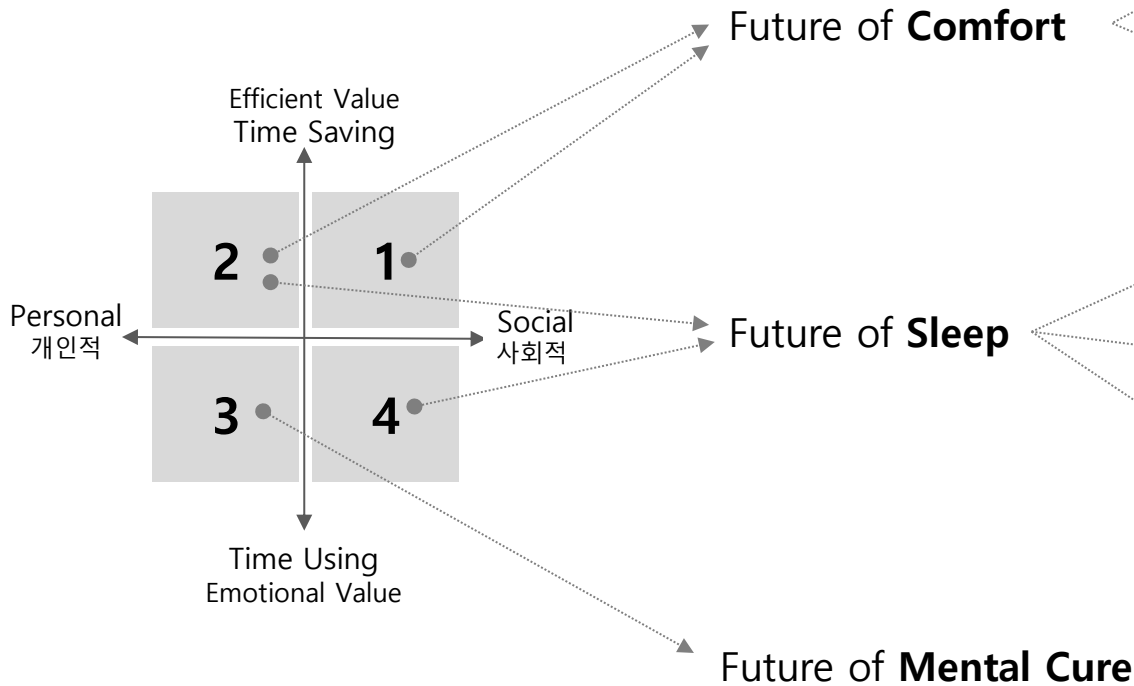 Future of Comfort
Efficient Value
Time Saving
2
1
Personal
개인적
Social
사회적
Future of Sleep
3
4
Time Using
Emotional Value
Future of Mental Cure